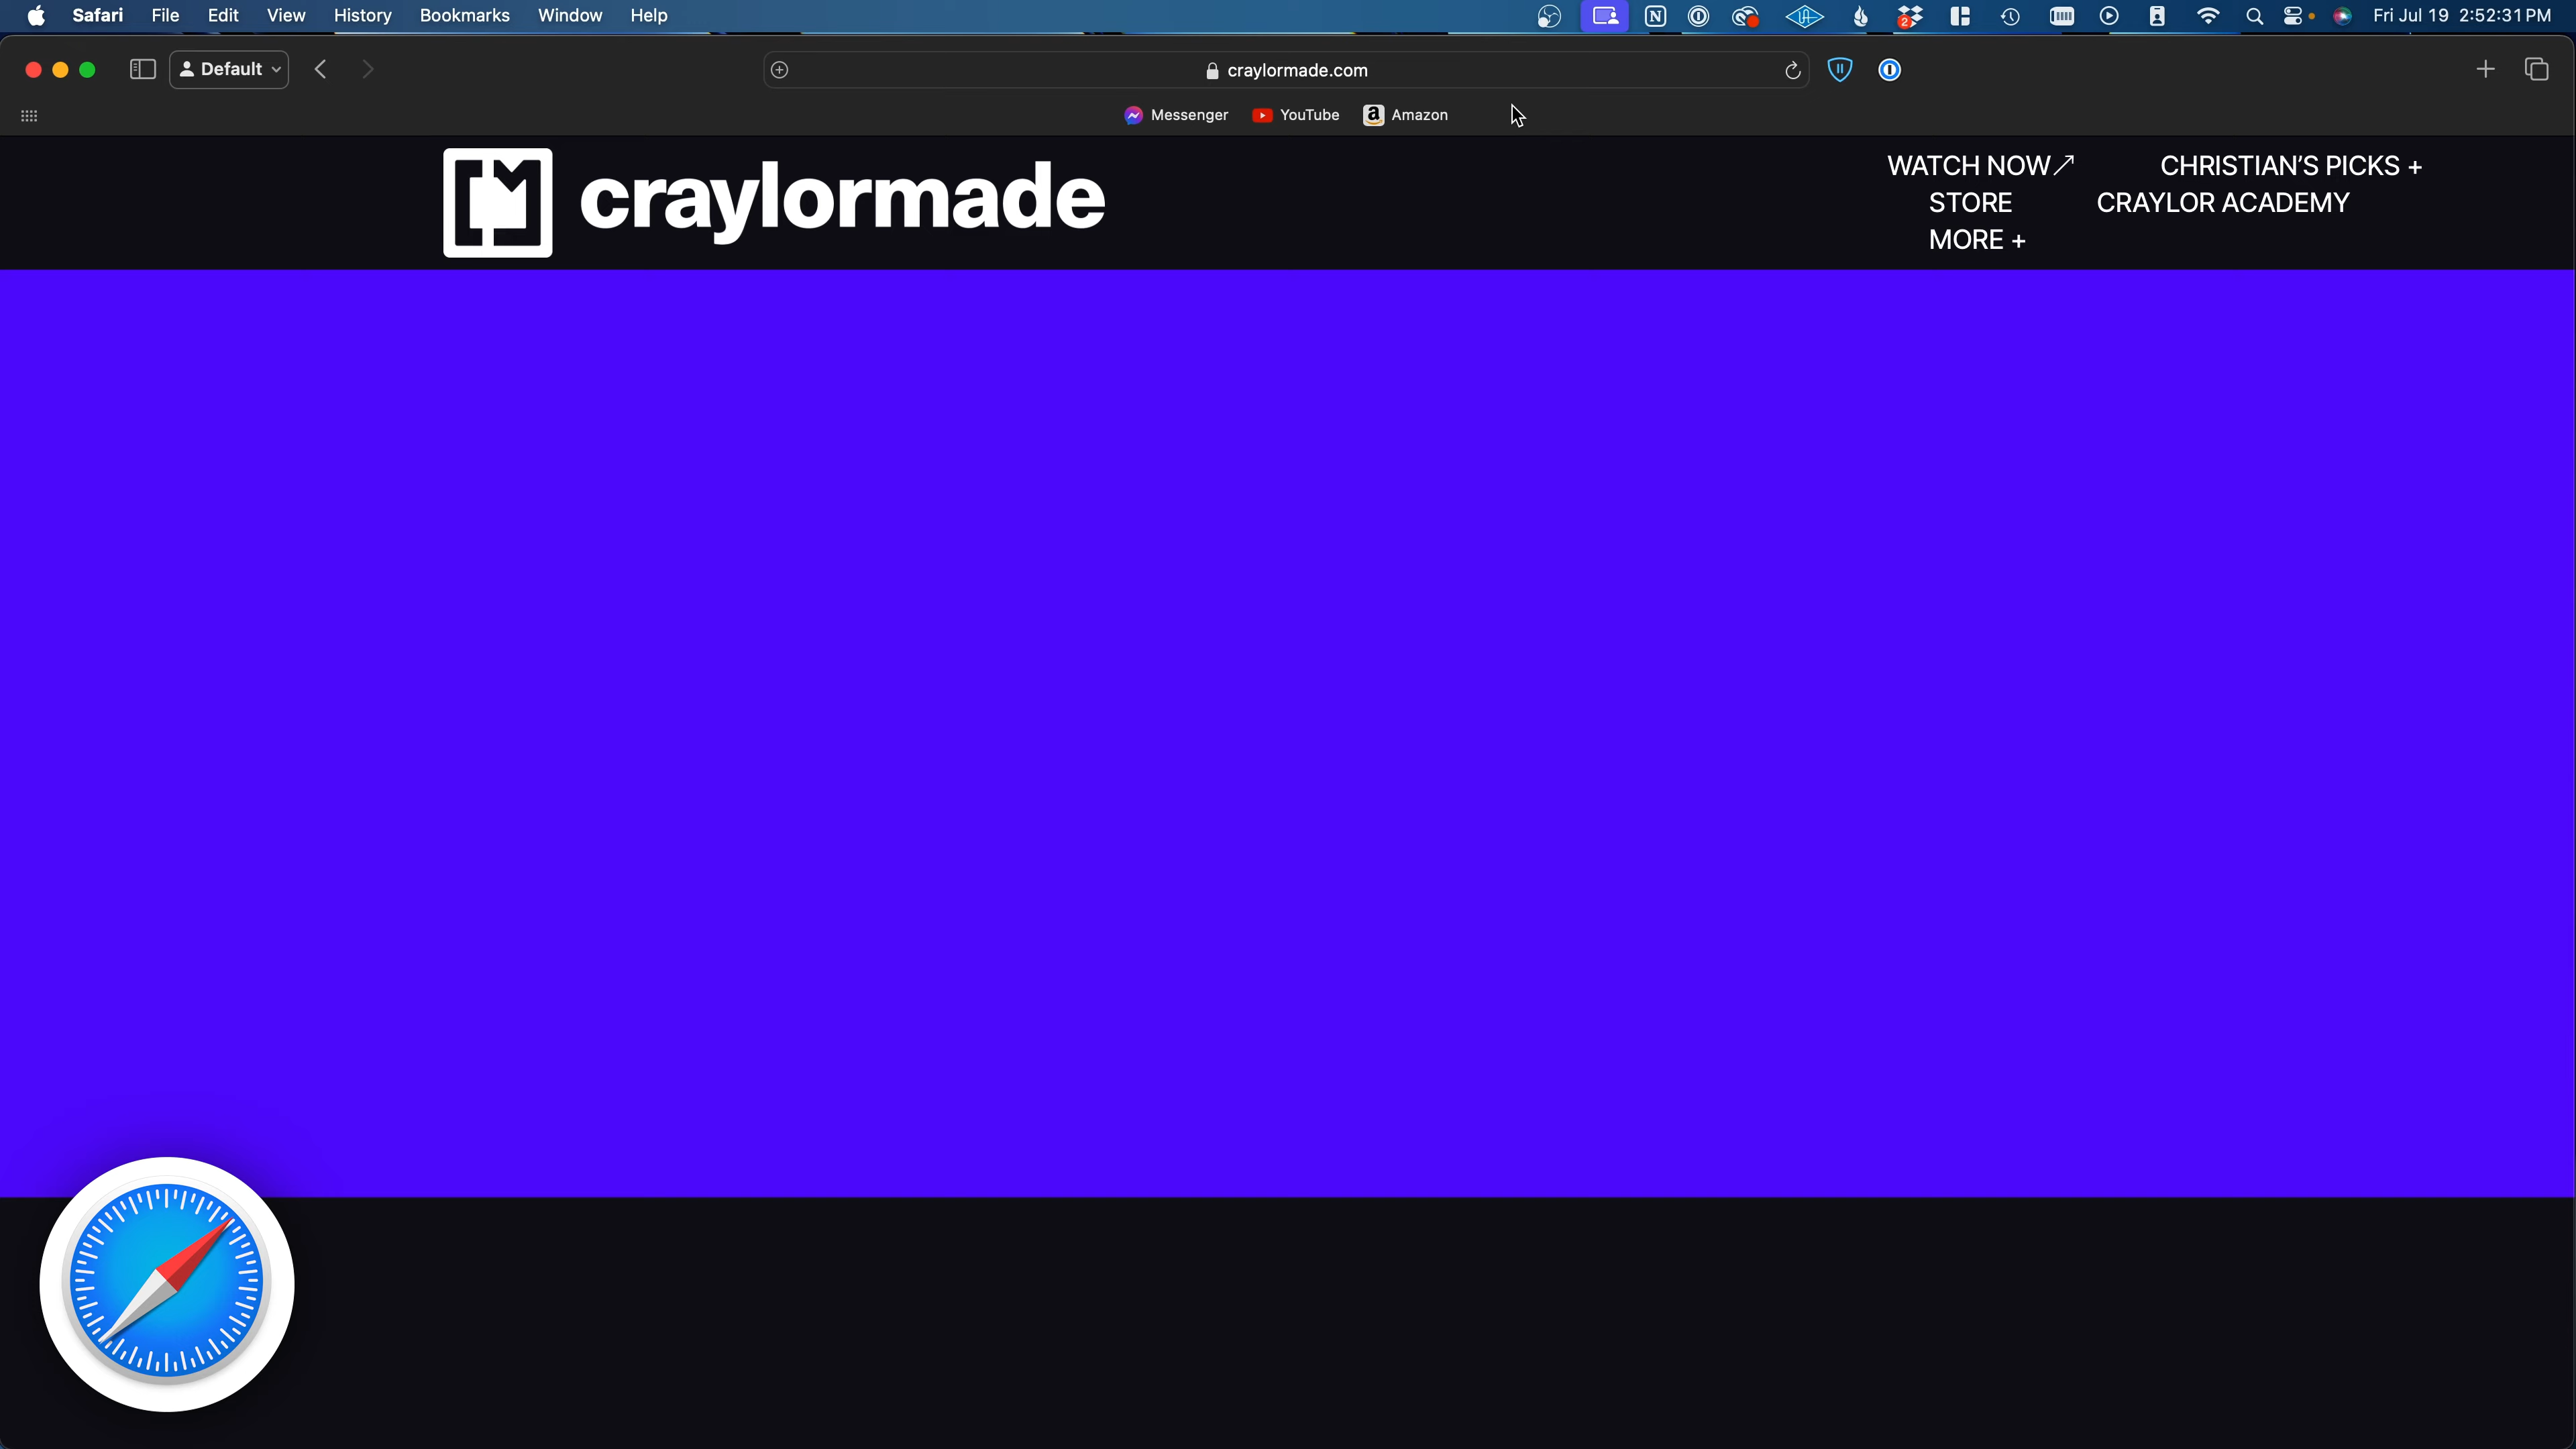 Safari File Edit View History Bookmarks Window Help 2 Fri Jul 19 2:52:31 PM
Default craylormade.com
Messenger YouTube Amazon
craylormade
WATCH NOW↗ CHRISTIAN'S PICKS +
STORE CRAYLOR ACADEMY
MORE +